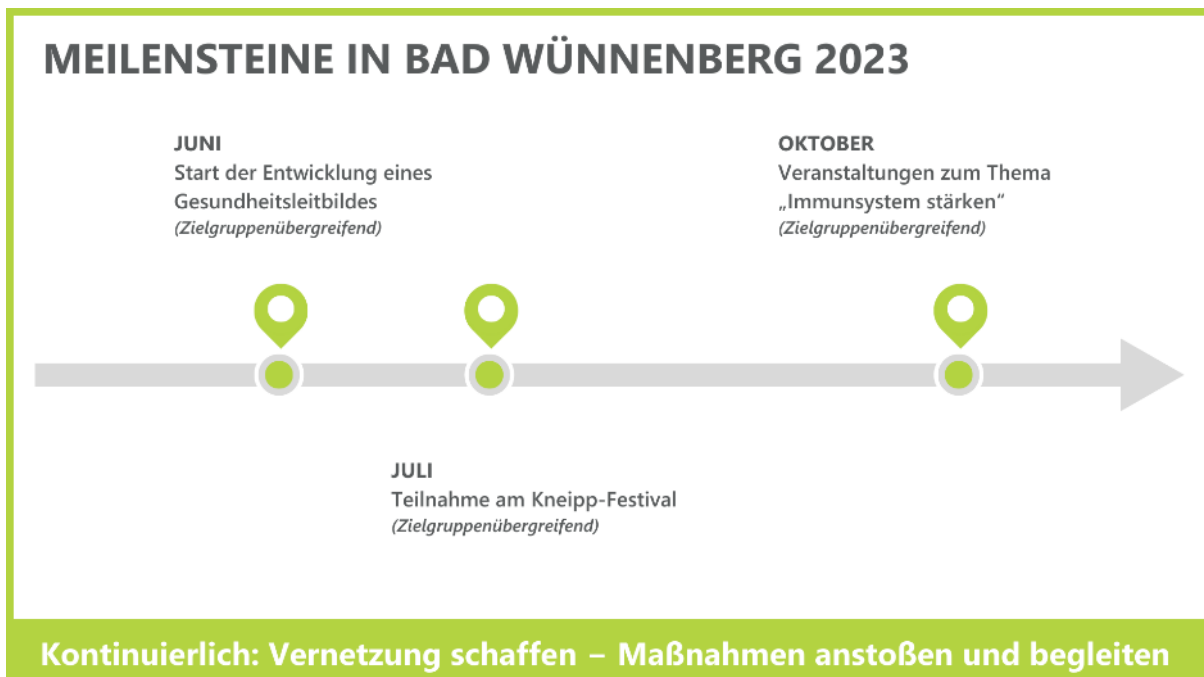 MEILENSTEINE IN BAD WÜNNENBERG 2023
JUNI
Start der Entwicklung eines
Gesundheitsleitbildes
(Zielgruppenübergreifend)
OKTOBER
Veranstaltungen zum Thema
„Immunsystem stärken“
(Zielgruppenübergreifend)
JULI
Teilnahme am Kneipp-Festival
(Zielgruppenübergreifend)
Kontinuierlich: Vernetzung schaffen – Maßnahmen anstoßen und begleiten